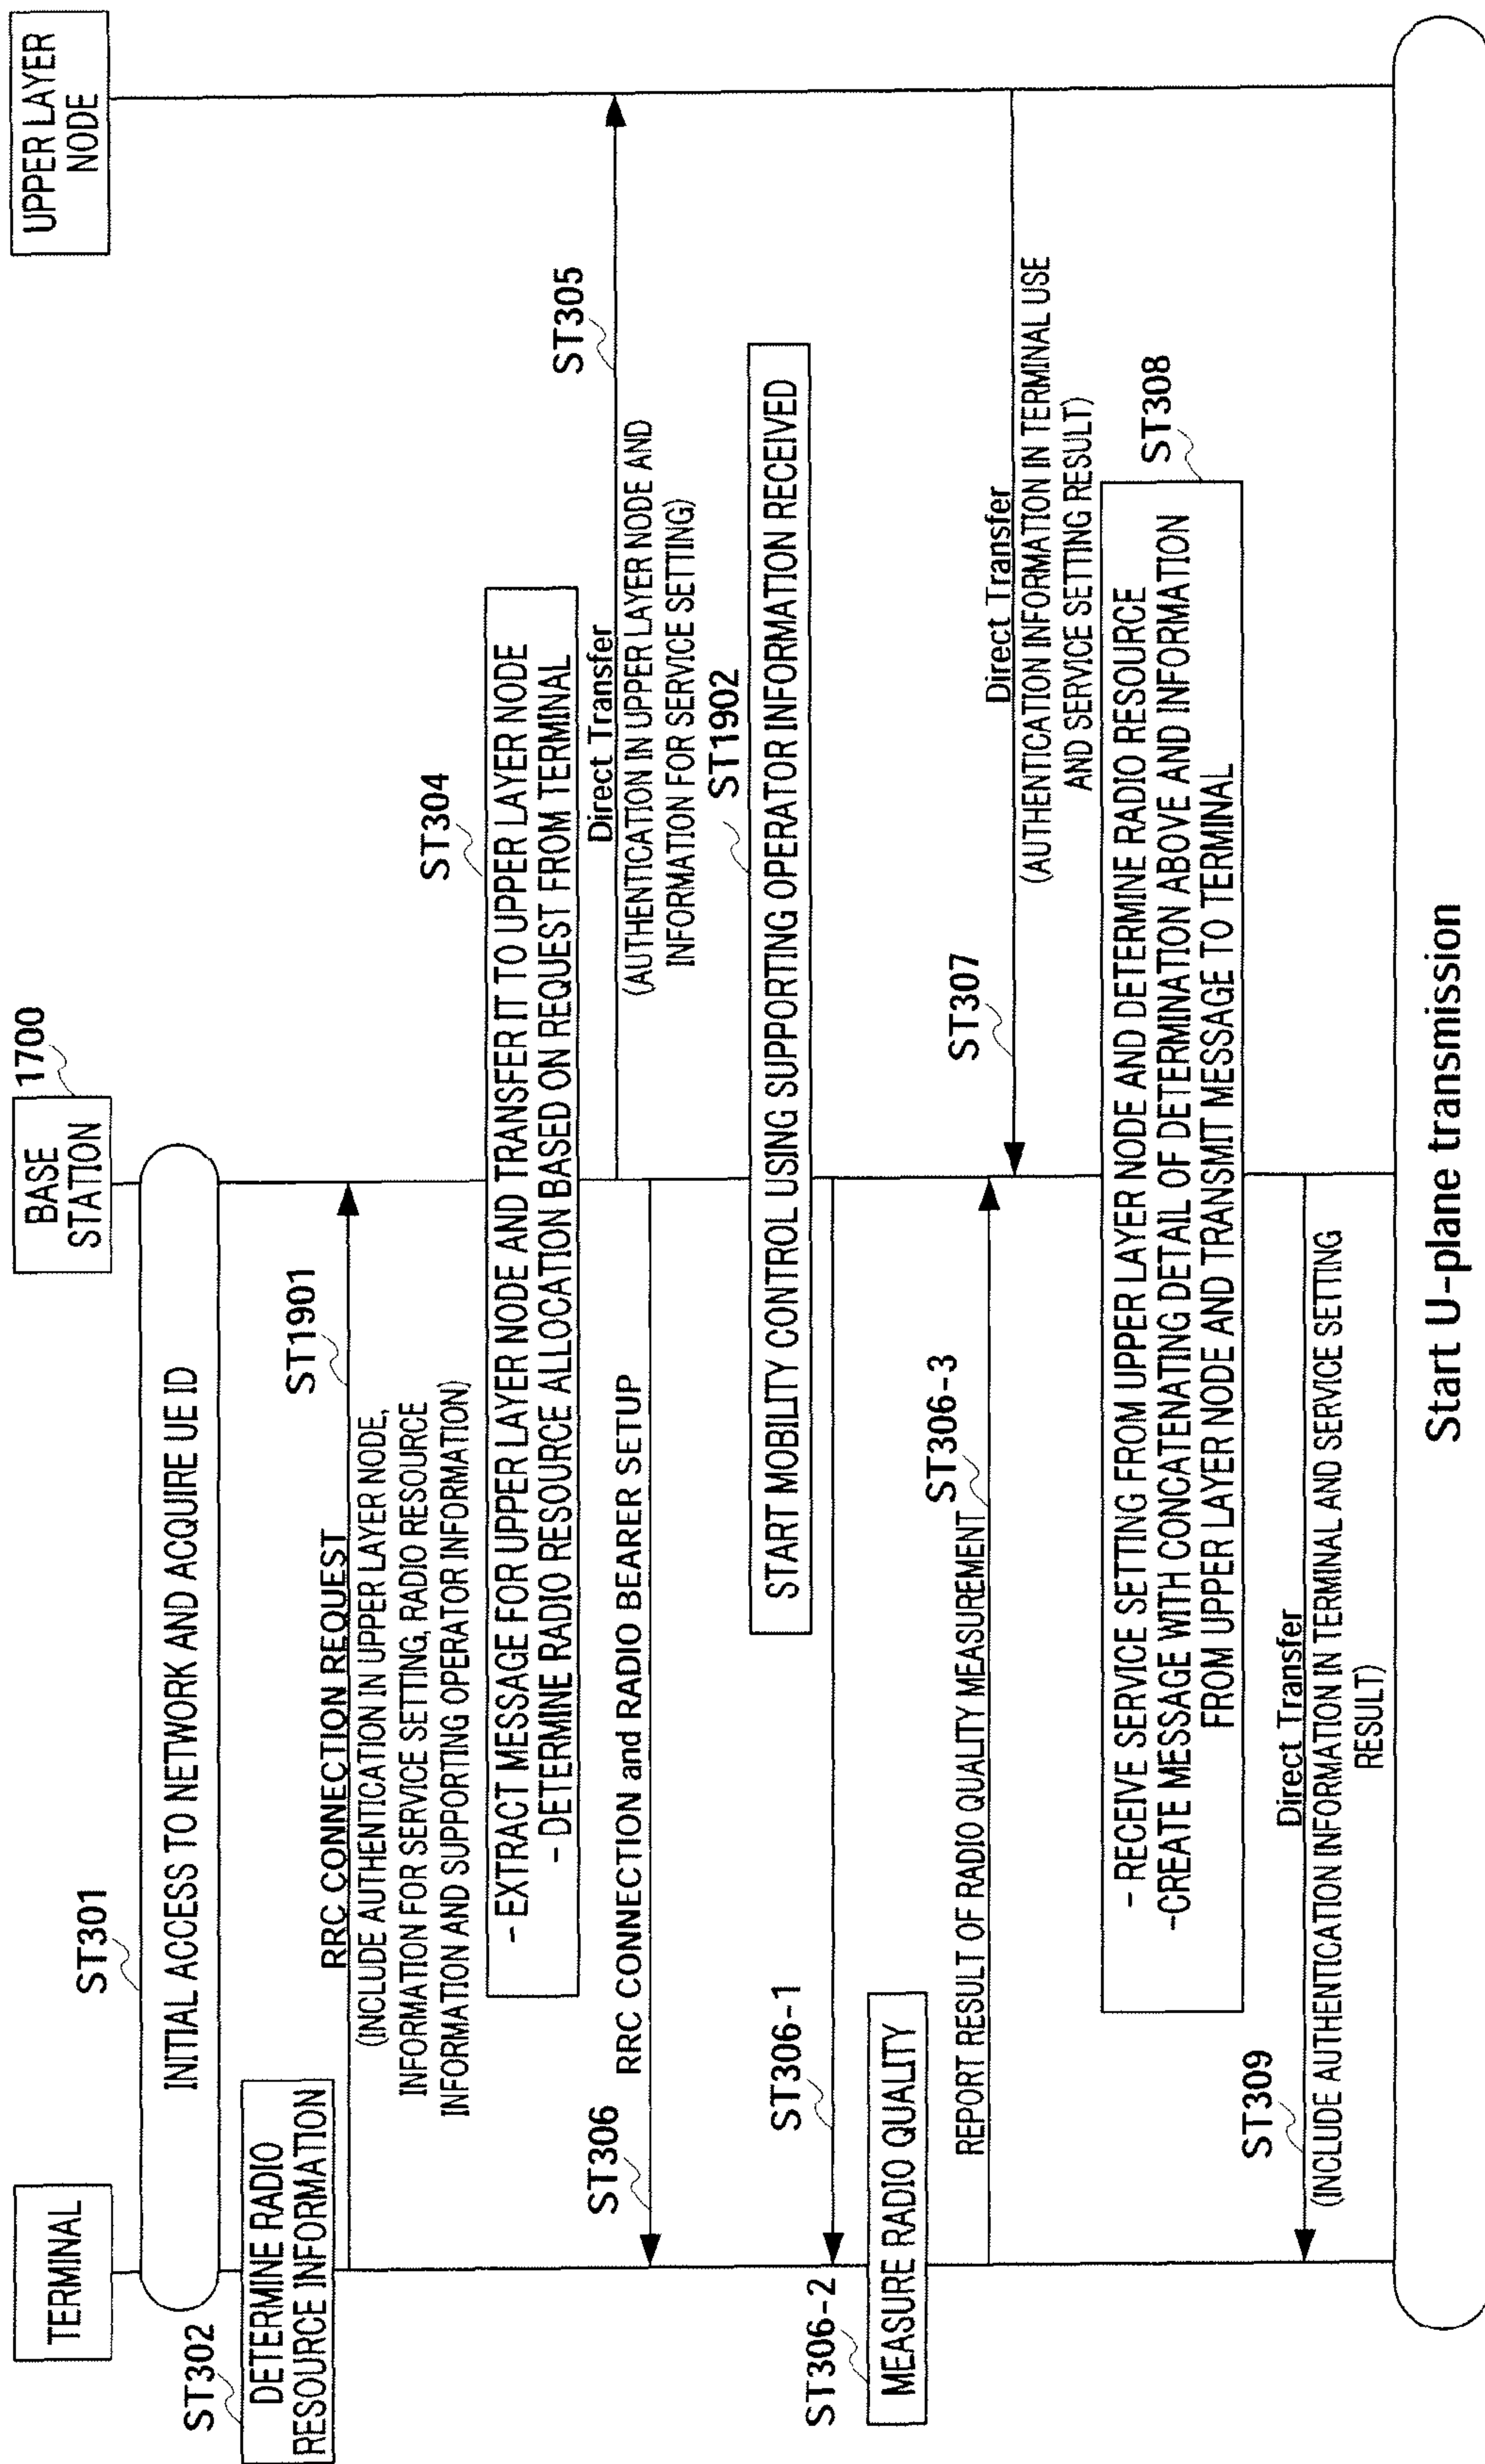 TERMINAL
BASE
STATION
1700
UPPER LAYER
NODE
ST301
INITIAL ACCESS TO NETWORK AND ACQUIRE UE ID
ST302
DETERMINE RADIO
RESOURCE INFORMATION
RRC CONNECTION REQUEST
ST1901
(INCLUDE AUTHENTICATION IN UPPER LAYER NODE,
INFORMATION FOR SERVICE SETTING, RADIO RESOURCE
INFORMATION AND SUPPORTING OPERATOR INFORMATION)
ST304
- EXTRACT MESSAGE FOR UPPER LAYER NODE AND TRANSFER IT TO UPPER LAYER NODE
- DETERMINE RADIO RESOURCE ALLOCATION BASED ON REQUEST FROM TERMINAL
Direct Transfer
ST305
(AUTHENTICATION IN UPPER LAYER NODE AND
INFORMATION FOR SERVICE SETTING)
ST306
RRC CONNECTION and RADIO BEARER SETUP
ST1902
START MOBILITY CONTROL USING SUPPORTING OPERATOR INFORMATION RECEIVED
ST306-1
ST306-2
MEASURE RADIO QUALITY
REPORT RESULT OF RADIO QUALITY MEASUREMENT
ST306-3
ST307
Direct Transfer
(AUTHENTICATION INFORMATION IN TERMINAL USE
AND SERVICE SETTING RESULT)
ST308
- RECEIVE SERVICE SETTING FROM UPPER LAYER NODE AND DETERMINE RADIO RESOURCE
-CREATE MESSAGE WITH CONCATENATING DETAIL OF DETERMINATION ABOVE AND INFORMATION
FROM UPPER LAYER NODE AND TRANSMIT MESSAGE TO TERMINAL
ST309
Direct Transfer
(INCLUDE AUTHENTICATION INFORMATION IN TERMINAL AND SERVICE SETTING
RESULT)
Start U-plane transmission